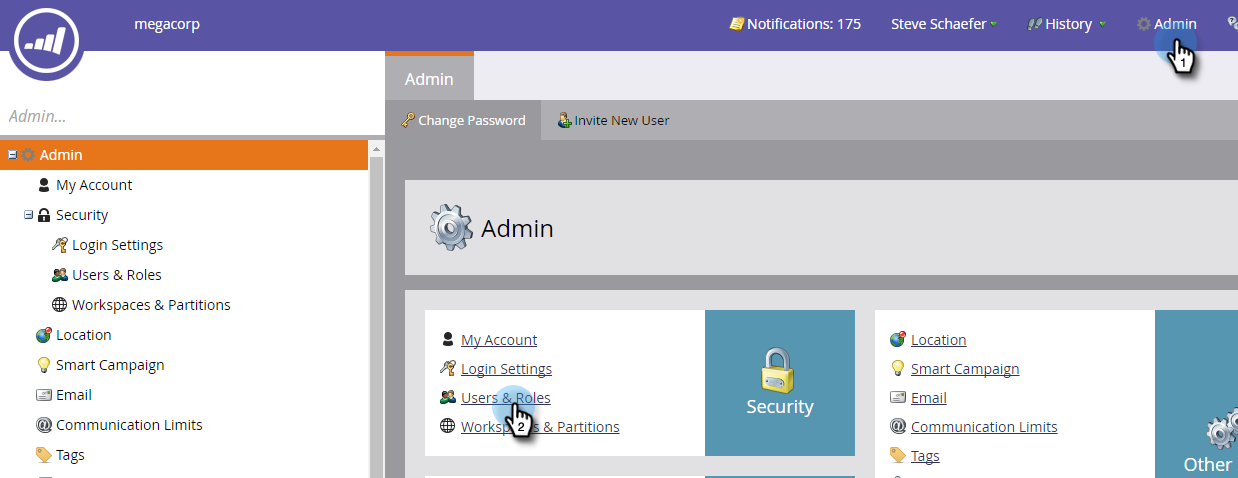 megacorp
Notifications: 175
Steve Schaefer
History
Admin
1
Admin
Admin...
Change Password
Invite New User
Admin
My Account
Security
Login Settings
Users & Roles
Workspaces & Partitions
Location
Smart Campaign
Email
Communication Limits
Tags
Admin
My Account
Login Settings
Users & Roles
2
Workspaces & Partitions
Security
Location
Smart Campaign
Email
Communication Limits
Tags
Other